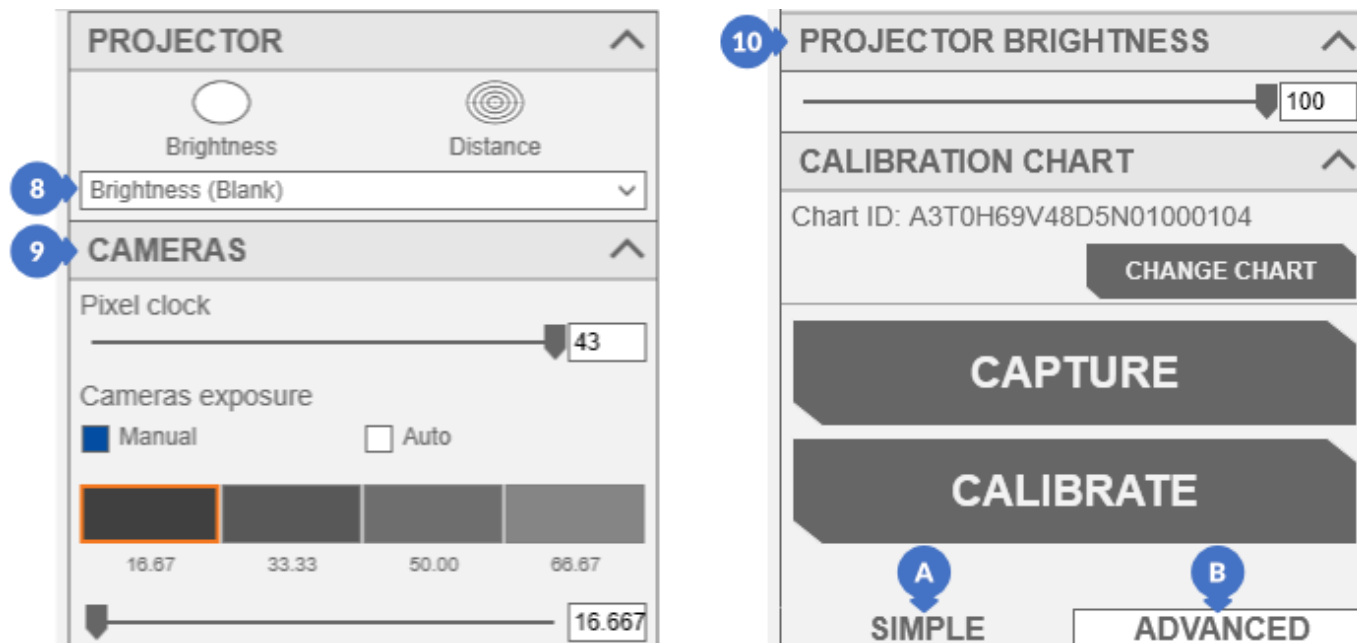 PROJECTOR
Brightness Distance
8 Brightness (Blank)
9 CAMERAS
Pixel clock
43
Cameras exposure
Manual Auto
16.67 33.33 50.00 66.67
16.667
10 PROJECTOR BRIGHTNESS
100
CALIBRATION CHART
Chart ID: A3T0H69V48D5N01000104
CHANGE CHART
CAPTURE
CALIBRATE
A B
SIMPLE ADVANCED